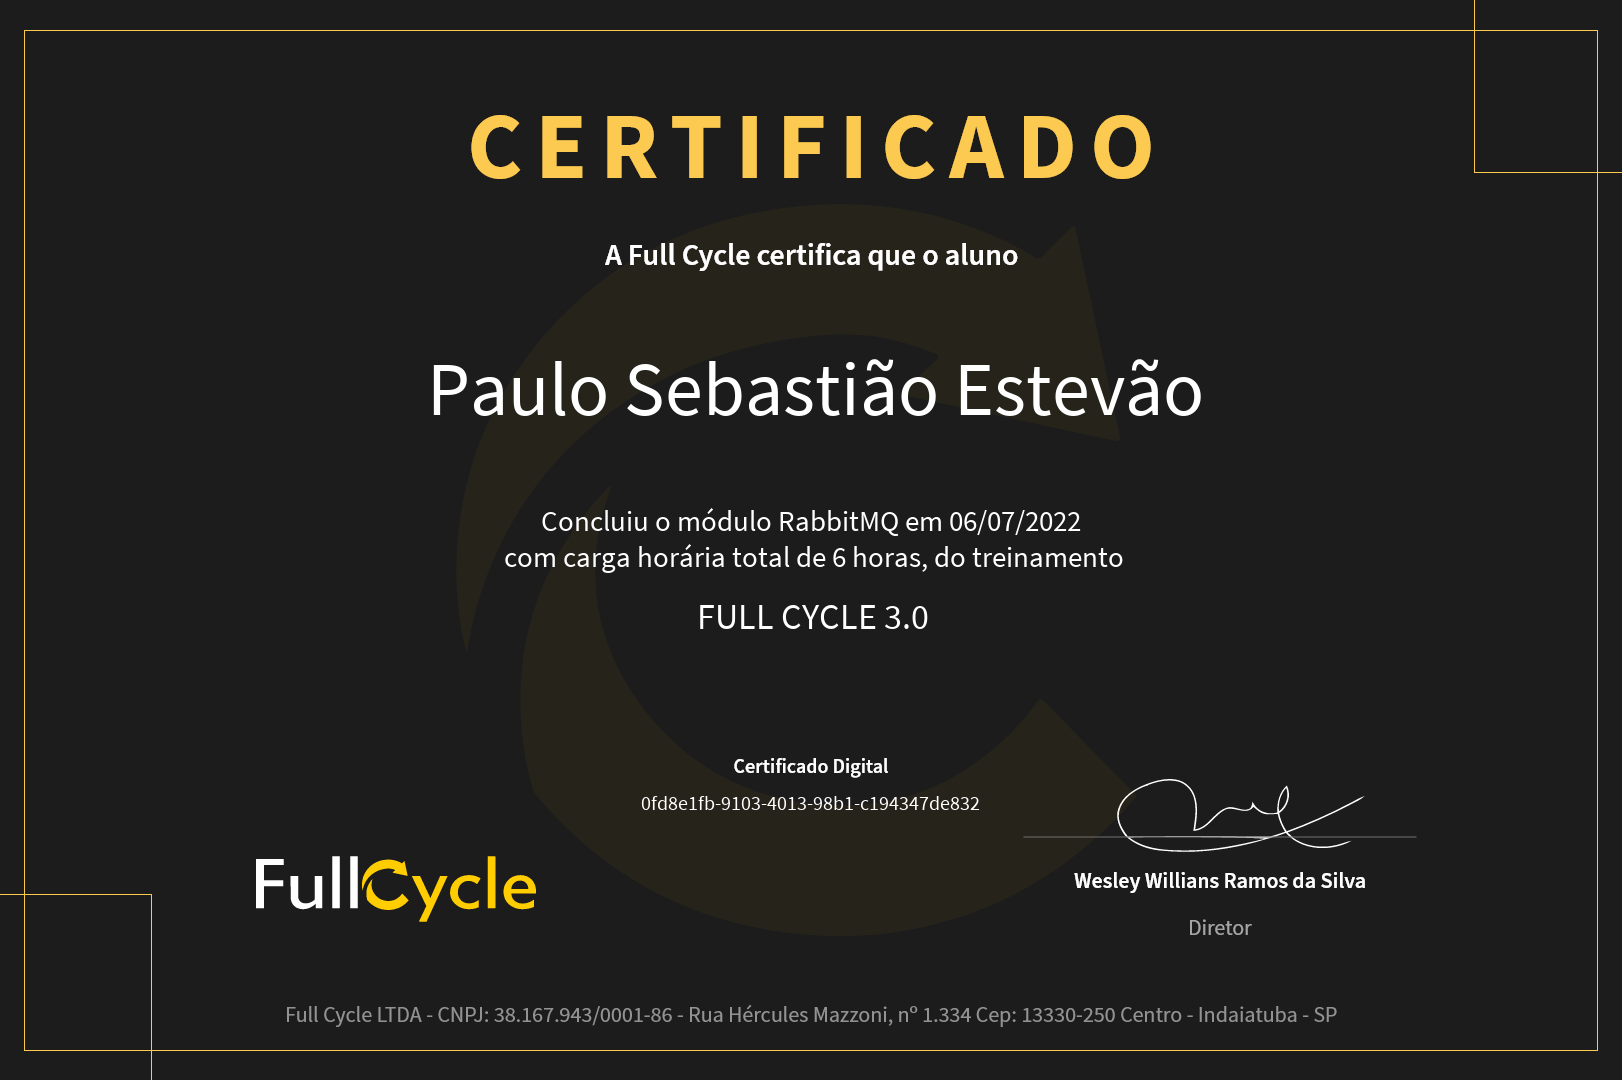 CERTIFICADO
A Full Cycle certifica que o aluno
Paulo Sebastião Estevão
Concluiu o módulo RabbitMQ em 06/07/2022
com carga horária total de 6 horas, do treinamento
FULL CYCLE 3.0
Certificado Digital
0fd8e1fb-9103-4013-98b1-c194347de832
FullCycle
Wesley Willians Ramos da Silva
Diretor
Full Cycle LTDA - CNPJ: 38.167.943/0001-86 - Rua Hércules Mazzoni, nº 1.334 Cep: 13330-250 Centro - Indaiatuba - SP